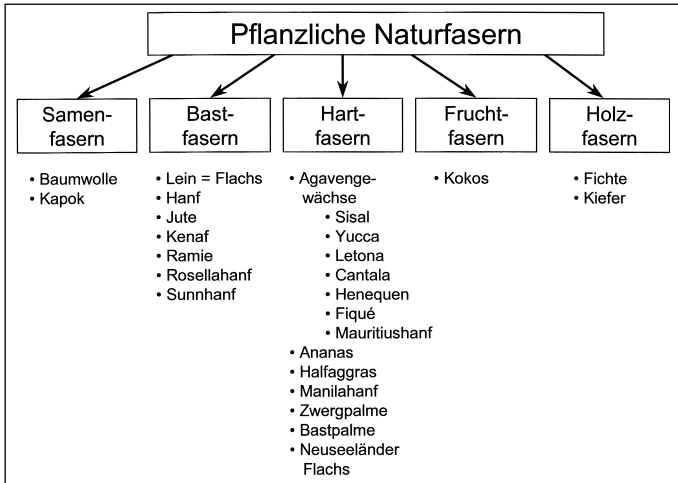 Pflanzliche Naturfasern
Samen-
fasern
• Baumwolle
• Kapok
Bast-
fasern
• Lein = Flachs
• Hanf
• Jute
• Kenaf
• Ramie
• Rosellahanf
• Sunnhanf
Hart-
fasern
• Agavenge-
wächse
• Sisal
• Yucca
• Letona
• Cantala
• Henequen
• Fiqué
• Mauritiushanf
• Ananas
• Halfaggras
• Manilahanf
• Zwergpalme
• Bastpalme
• Neuseeländer
Flachs
Frucht-
fasern
• Kokos
Holz-
fasern
• Fichte
• Kiefer